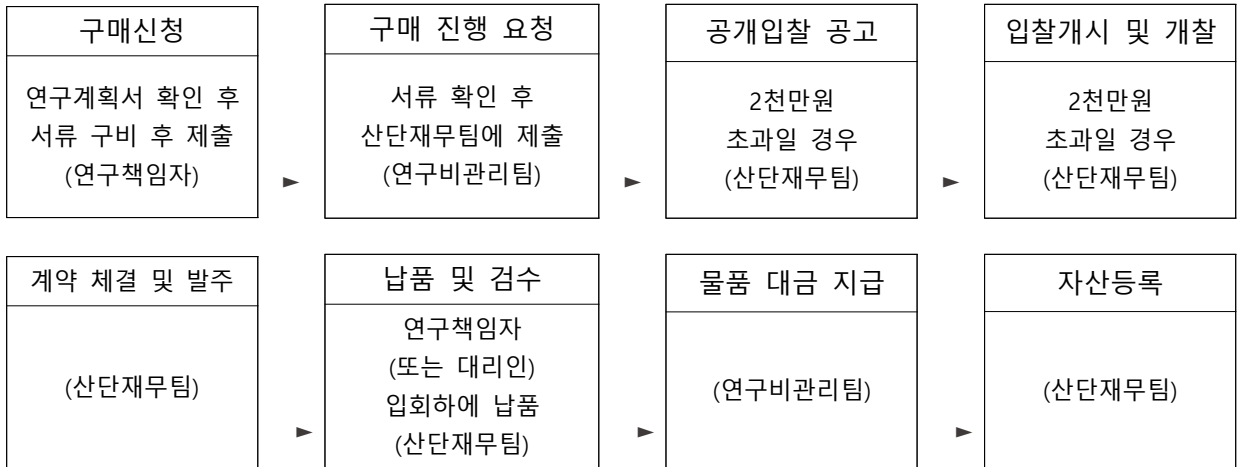 구매신청
연구계획서 확인 후
서류 구비 후 제출
(연구책임자)
►
구매 진행 요청
서류 확인 후
산단재무팀에 제출
(연구비관리팀)
►
공개입찰 공고
2천만원
초과일 경우
(산단재무팀)
►
입찰개시 및 개찰
2천만원
초과일 경우
(산단재무팀)
계약 체결 및 발주
(산단재무팀)
►
납품 및 검수
연구책임자
(또는 대리인)
입회하에 납품
(산단재무팀)
►
물품 대금 지급
(연구비관리팀)
►
자산등록
(산단재무팀)